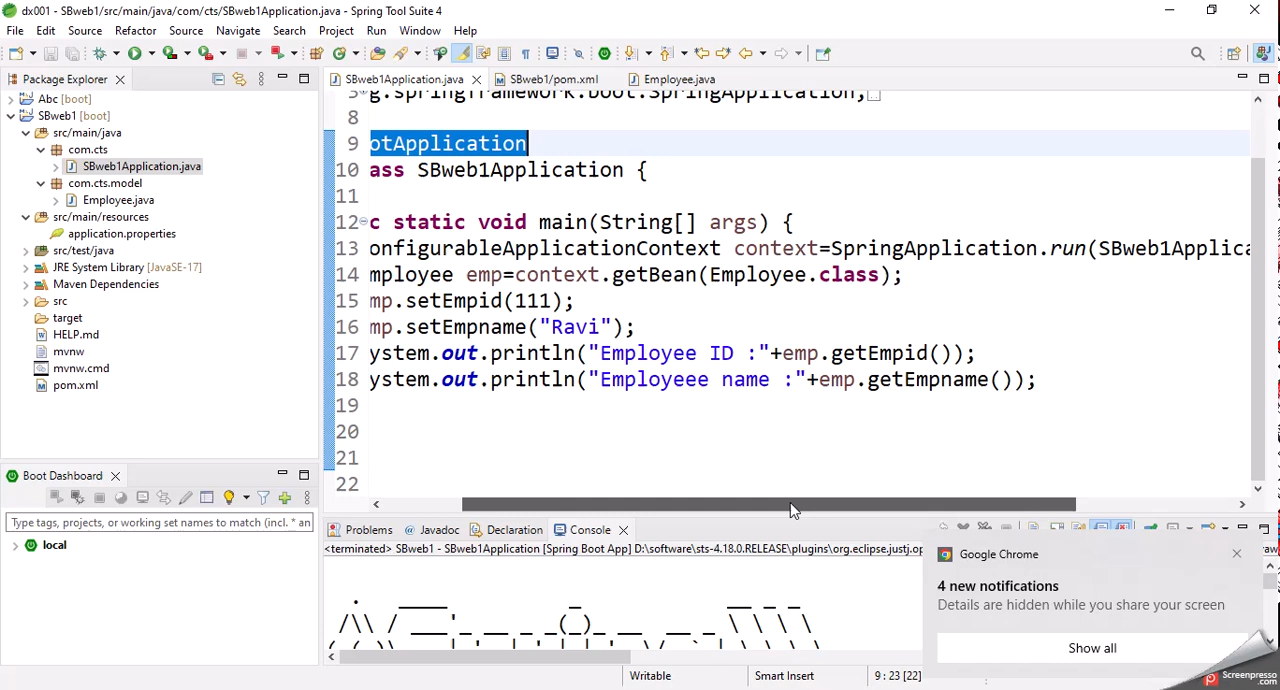 dx001 - SBweb1/src/main/java/com/cts/SBweb1Application.java - Spring Tool Suite 4
File Edit Source Refactor Source Navigate Search Project Run Window Help
Package Explorer
SBweb1Application.java SBweb1/pom.xml Employee.java
Abc [boot]
SBweb1 [boot]
src/main/java
com.cts
SBweb1Application.java
com.cts.model
Employee.java
src/main/resources
application.properties
src/test/java
JRE System Library [JavaSE-17]
Maven Dependencies
src
target
HELP.md
mvnw
mvnw.cmd
pom.xml
3 g.springframework.boot.SpringApplication;
8
9 otApplication
10 ass SBweb1Application {
11
12 c static void main(String[] args) {
13 onfigurableApplicationContext context=SpringApplication.run(SBweb1Applica
14 mployee emp=context.getBean(Employee.class);
15 mp.setEmpid(111);
16 mp.setEmpname("Ravi");
17 ystem.out.println("Employee ID :"+emp.getEmpid());
18 ystem.out.println("Employeee name :"+emp.getEmpname());
19
20
21
22
Boot Dashboard
Type tags, projects, or working set names to match (incl. * an
local
Problems Javadoc Declaration Console
<terminated> SBweb1 - SBweb1Application [Spring Boot App] D:\software\sts-4.18.0.RELEASE\plugins\org.eclipse.justj.op
Google Chrome
4 new notifications
Details are hidden while you share your screen
Show all
Writable Smart Insert 9 : 23 [22]
Screenpresso
.com